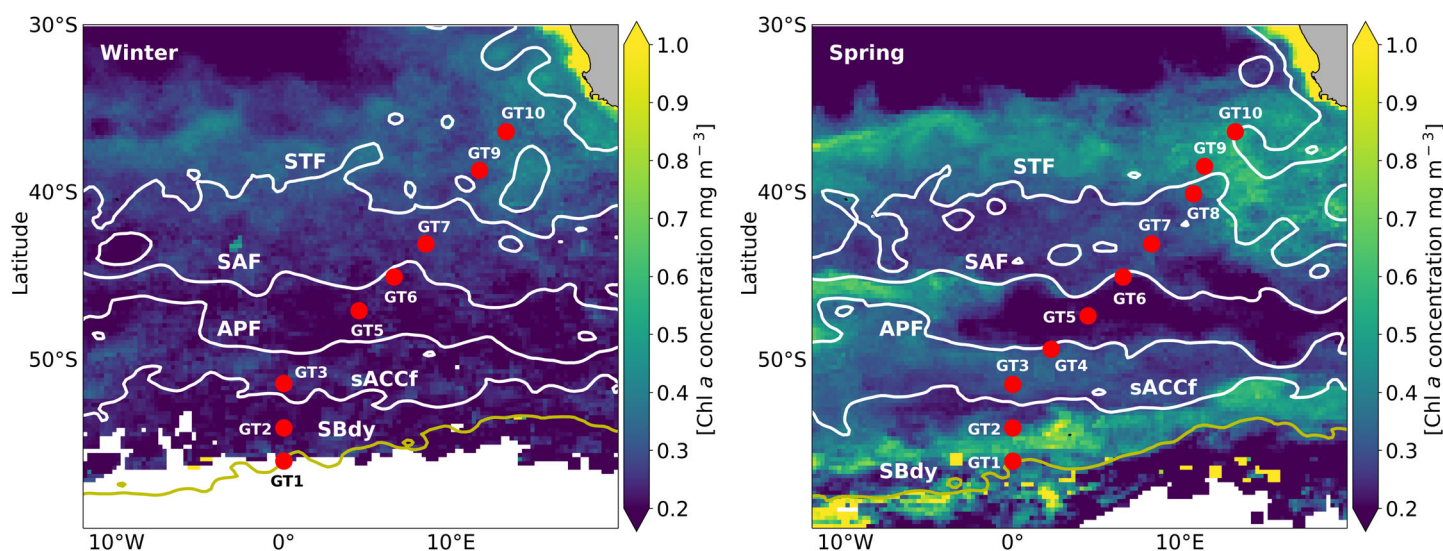 30°S
Winter
GT10
GT9
STF
40°S
GT7
SAF
GT6
GT5
APF
50°S
GT3
sACCf
GT2
SBdy
GT1
10°W
0°
10°E
Latitude
1.0
0.9
0.8
0.7
0.6
0.5
0.4
0.3
0.2
[Chl a concentration mg m⁻³]
30°S
Spring
GT10
GT9
STF
40°S
GT8
GT7
SAF
GT6
GT5
APF
50°S
GT3
GT4
sACCf
GT2
GT1
SBdy
10°W
0°
10°E
Latitude
1.0
0.9
0.8
0.7
0.6
0.5
0.4
0.3
0.2
[Chl a concentration mg m⁻³]